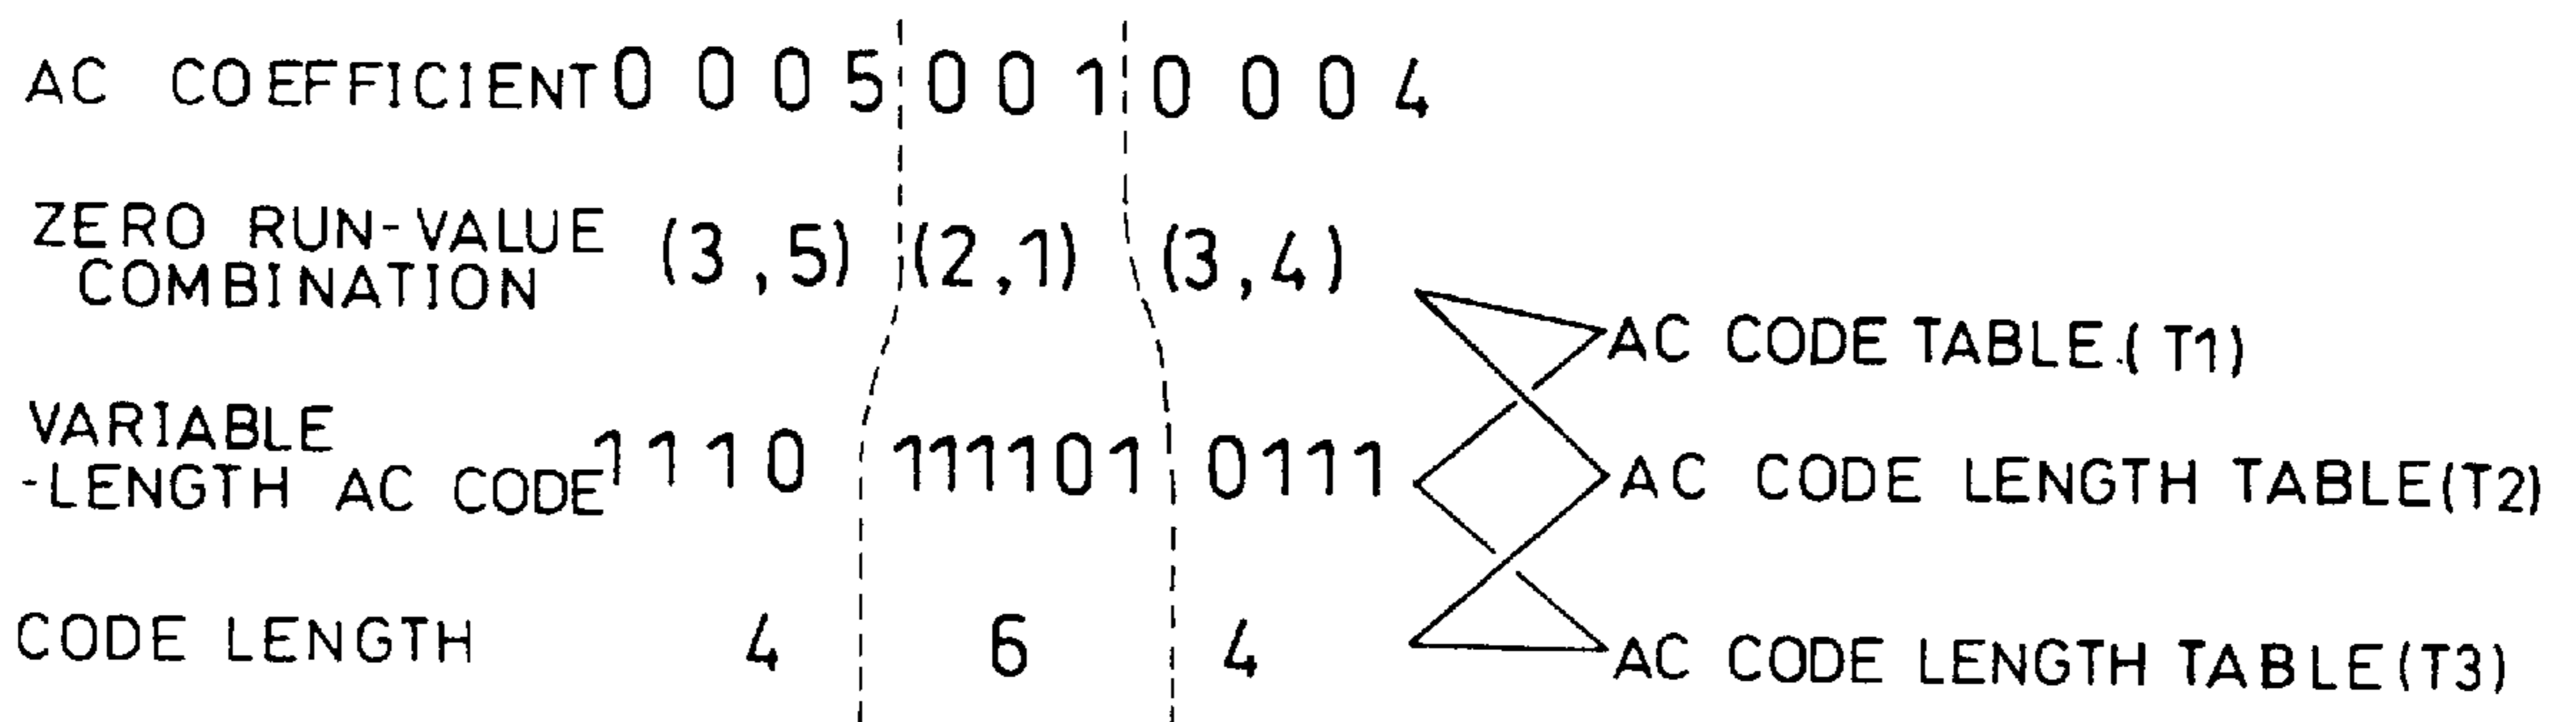 AC COEFFICIENT 0 0 0 5 0 0 1 0 0 0 4
ZERO RUN-VALUE
COMBINATION (3,5) (2,1) (3,4)
AC CODE TABLE (T1)
VARIABLE
-LENGTH AC CODE 1110 111101 0111
AC CODE LENGTH TABLE(T2)
CODE LENGTH 4 6 4
AC CODE LENGTH TABLE(T3)